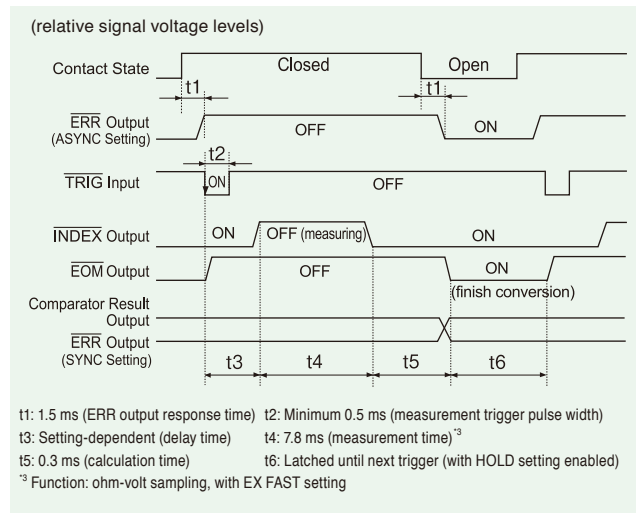 (relative signal voltage levels)
Contact State
Closed
Open
t1
t1
ERR Output
(ASYNC Setting)
OFF
ON
t2
TRIG Input
ON
OFF
INDEX Output
ON
OFF (measuring)
ON
EOM Output
OFF
ON
(finish conversion)
Comparator Result
Output
ERR Output
(SYNC Setting)
t3
t4
t5
t6
t1: 1.5 ms (ERR output response time) t2: Minimum 0.5 ms (measurement trigger pulse width)
t3: Setting-dependent (delay time) t4: 7.8 ms (measurement time)*3
t5: 0.3 ms (calculation time) t6: Latched until next trigger (with HOLD setting enabled)
*3 Function: ohm-volt sampling, with EX FAST setting